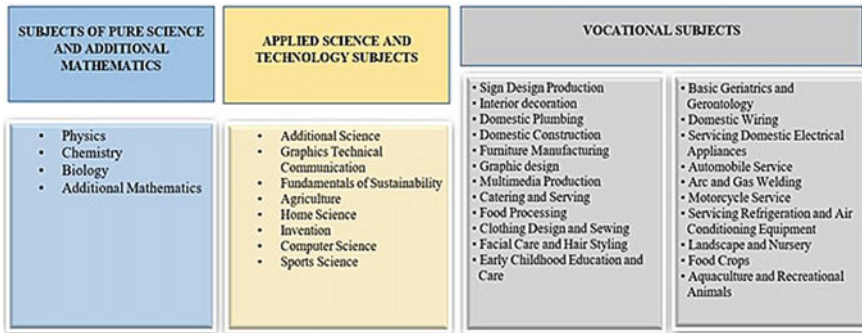 SUBJECTS OF PURE SCIENCE
AND ADDITIONAL
MATHEMATICS
• Physics
• Chemistry
• Biology
• Additional Mathematics
APPLIED SCIENCE AND
TECHNOLOGY SUBJECTS
• Additional Science
• Graphics Technical
Communication
• Fundamentals of Sustainability
• Agriculture
• Home Science
• Invention
• Computer Science
• Sports Science
VOCATIONAL SUBJECTS
• Sign Design Production
• Interior decoration
• Domestic Plumbing
• Domestic Construction
• Furniture Manufacturing
• Graphic design
• Multimedia Production
• Catering and Serving
• Food Processing
• Clothing Design and Sewing
• Facial Care and Hair Styling
• Early Childhood Education and
Care
• Basic Geriatrics and
Gerontology
• Domestic Wiring
• Servicing Domestic Electrical
Appliances
• Automobile Service
• Arc and Gas Welding
• Motorcycle Service
• Servicing Refrigeration and Air
Conditioning Equipment
• Landscape and Nursery
• Food Crops
• Aquaculture and Recreational
Animals